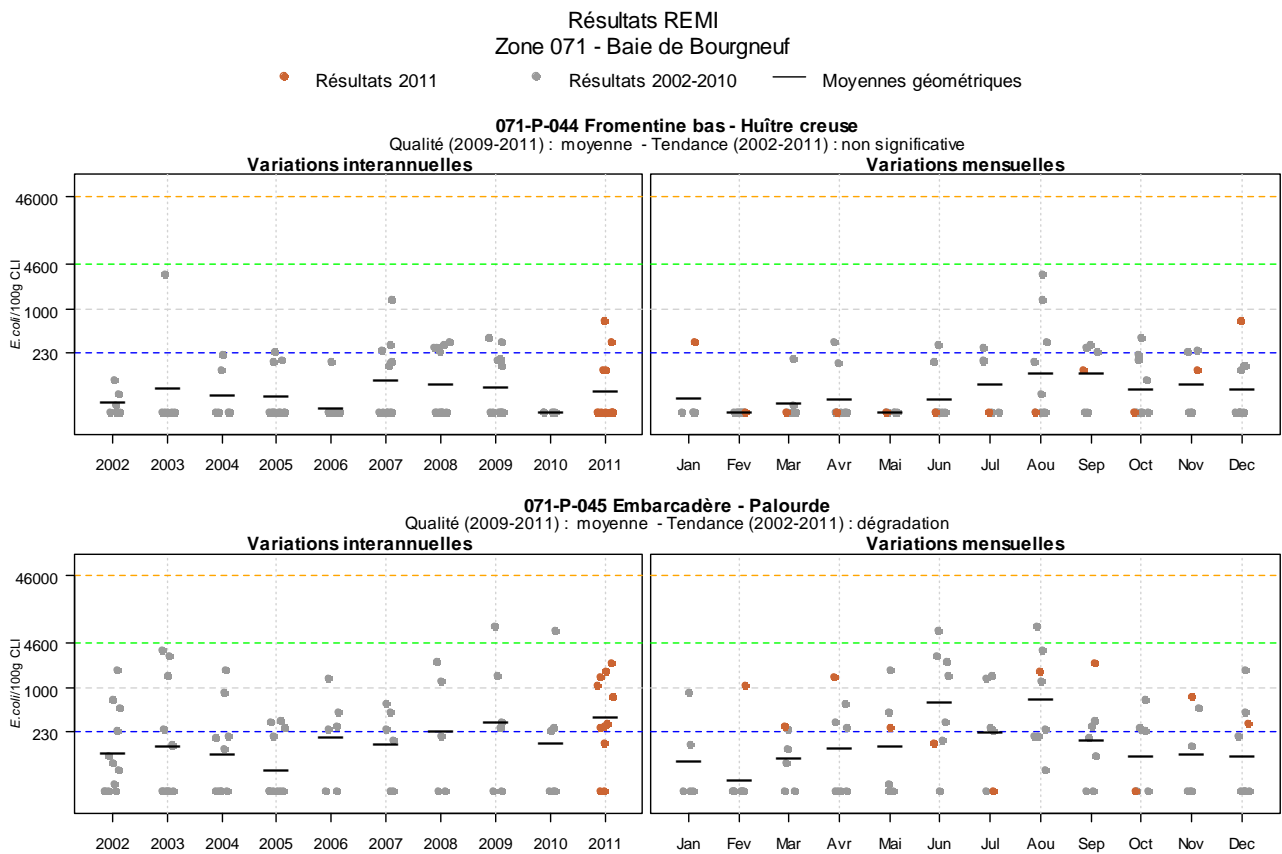 Résultats REMI
Zone 071 - Baie de Bourgneuf
Résultats 2011 Résultats 2002-2010 Moyennes géométriques
071-P-044 Fromentine bas - Huître creuse
Qualité (2009-2011) : moyenne - Tendance (2002-2011) : non significative
Variations interannuelles Variations mensuelles
46000
4600
1000
230
E.coli/100g CLI
2002 2003 2004 2005 2006 2007 2008 2009 2010 2011 Jan Fev Mar Avr Mai Jun Jul Aou Sep Oct Nov Dec
071-P-045 Embarcadère - Palourde
Qualité (2009-2011) : moyenne - Tendance (2002-2011) : dégradation
Variations interannuelles Variations mensuelles
46000
4600
1000
230
E.coli/100g CLI
2002 2003 2004 2005 2006 2007 2008 2009 2010 2011 Jan Fev Mar Avr Mai Jun Jul Aou Sep Oct Nov Dec